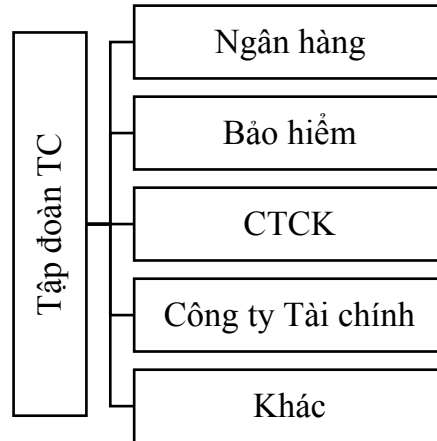 Tập đoàn TC
Ngân hàng
Bảo hiểm
CTCK
Công ty Tài chính
Khác